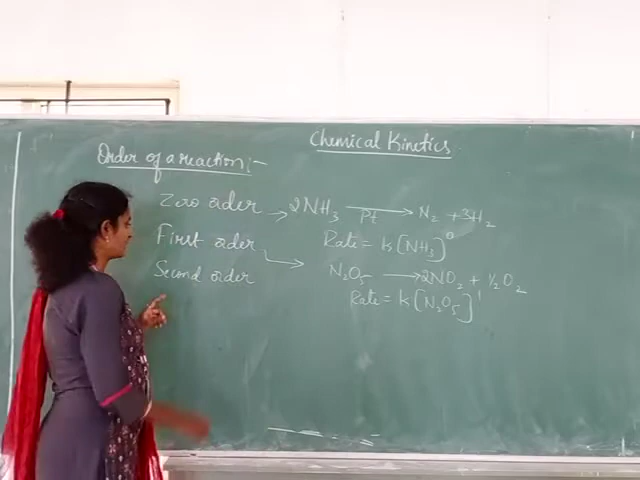 Chemical Kinetics
Order of a reaction :-
Zero order → 2NH₃ —Pt→ N₂ + 3H₂
Rate = k[NH₃]⁰
First order → N₂O₅ → 2NO₂ + ½O₂
Rate = k[N₂O₅]¹
Second order